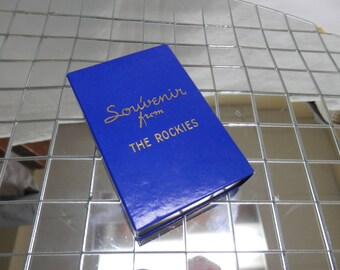 Souvenir
from
THE ROCKIES